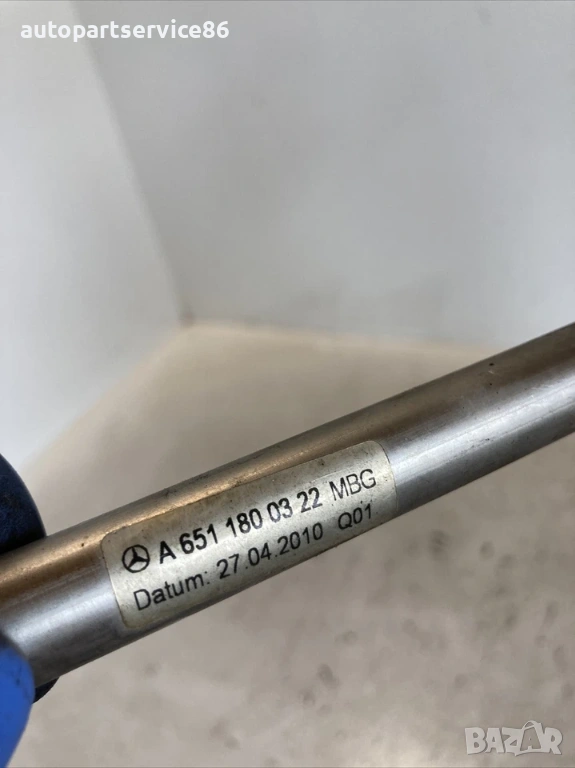 autopartservice86
A 651 180 03 22 MBG
Datum: 27.04.2010 Q01
BAZAR